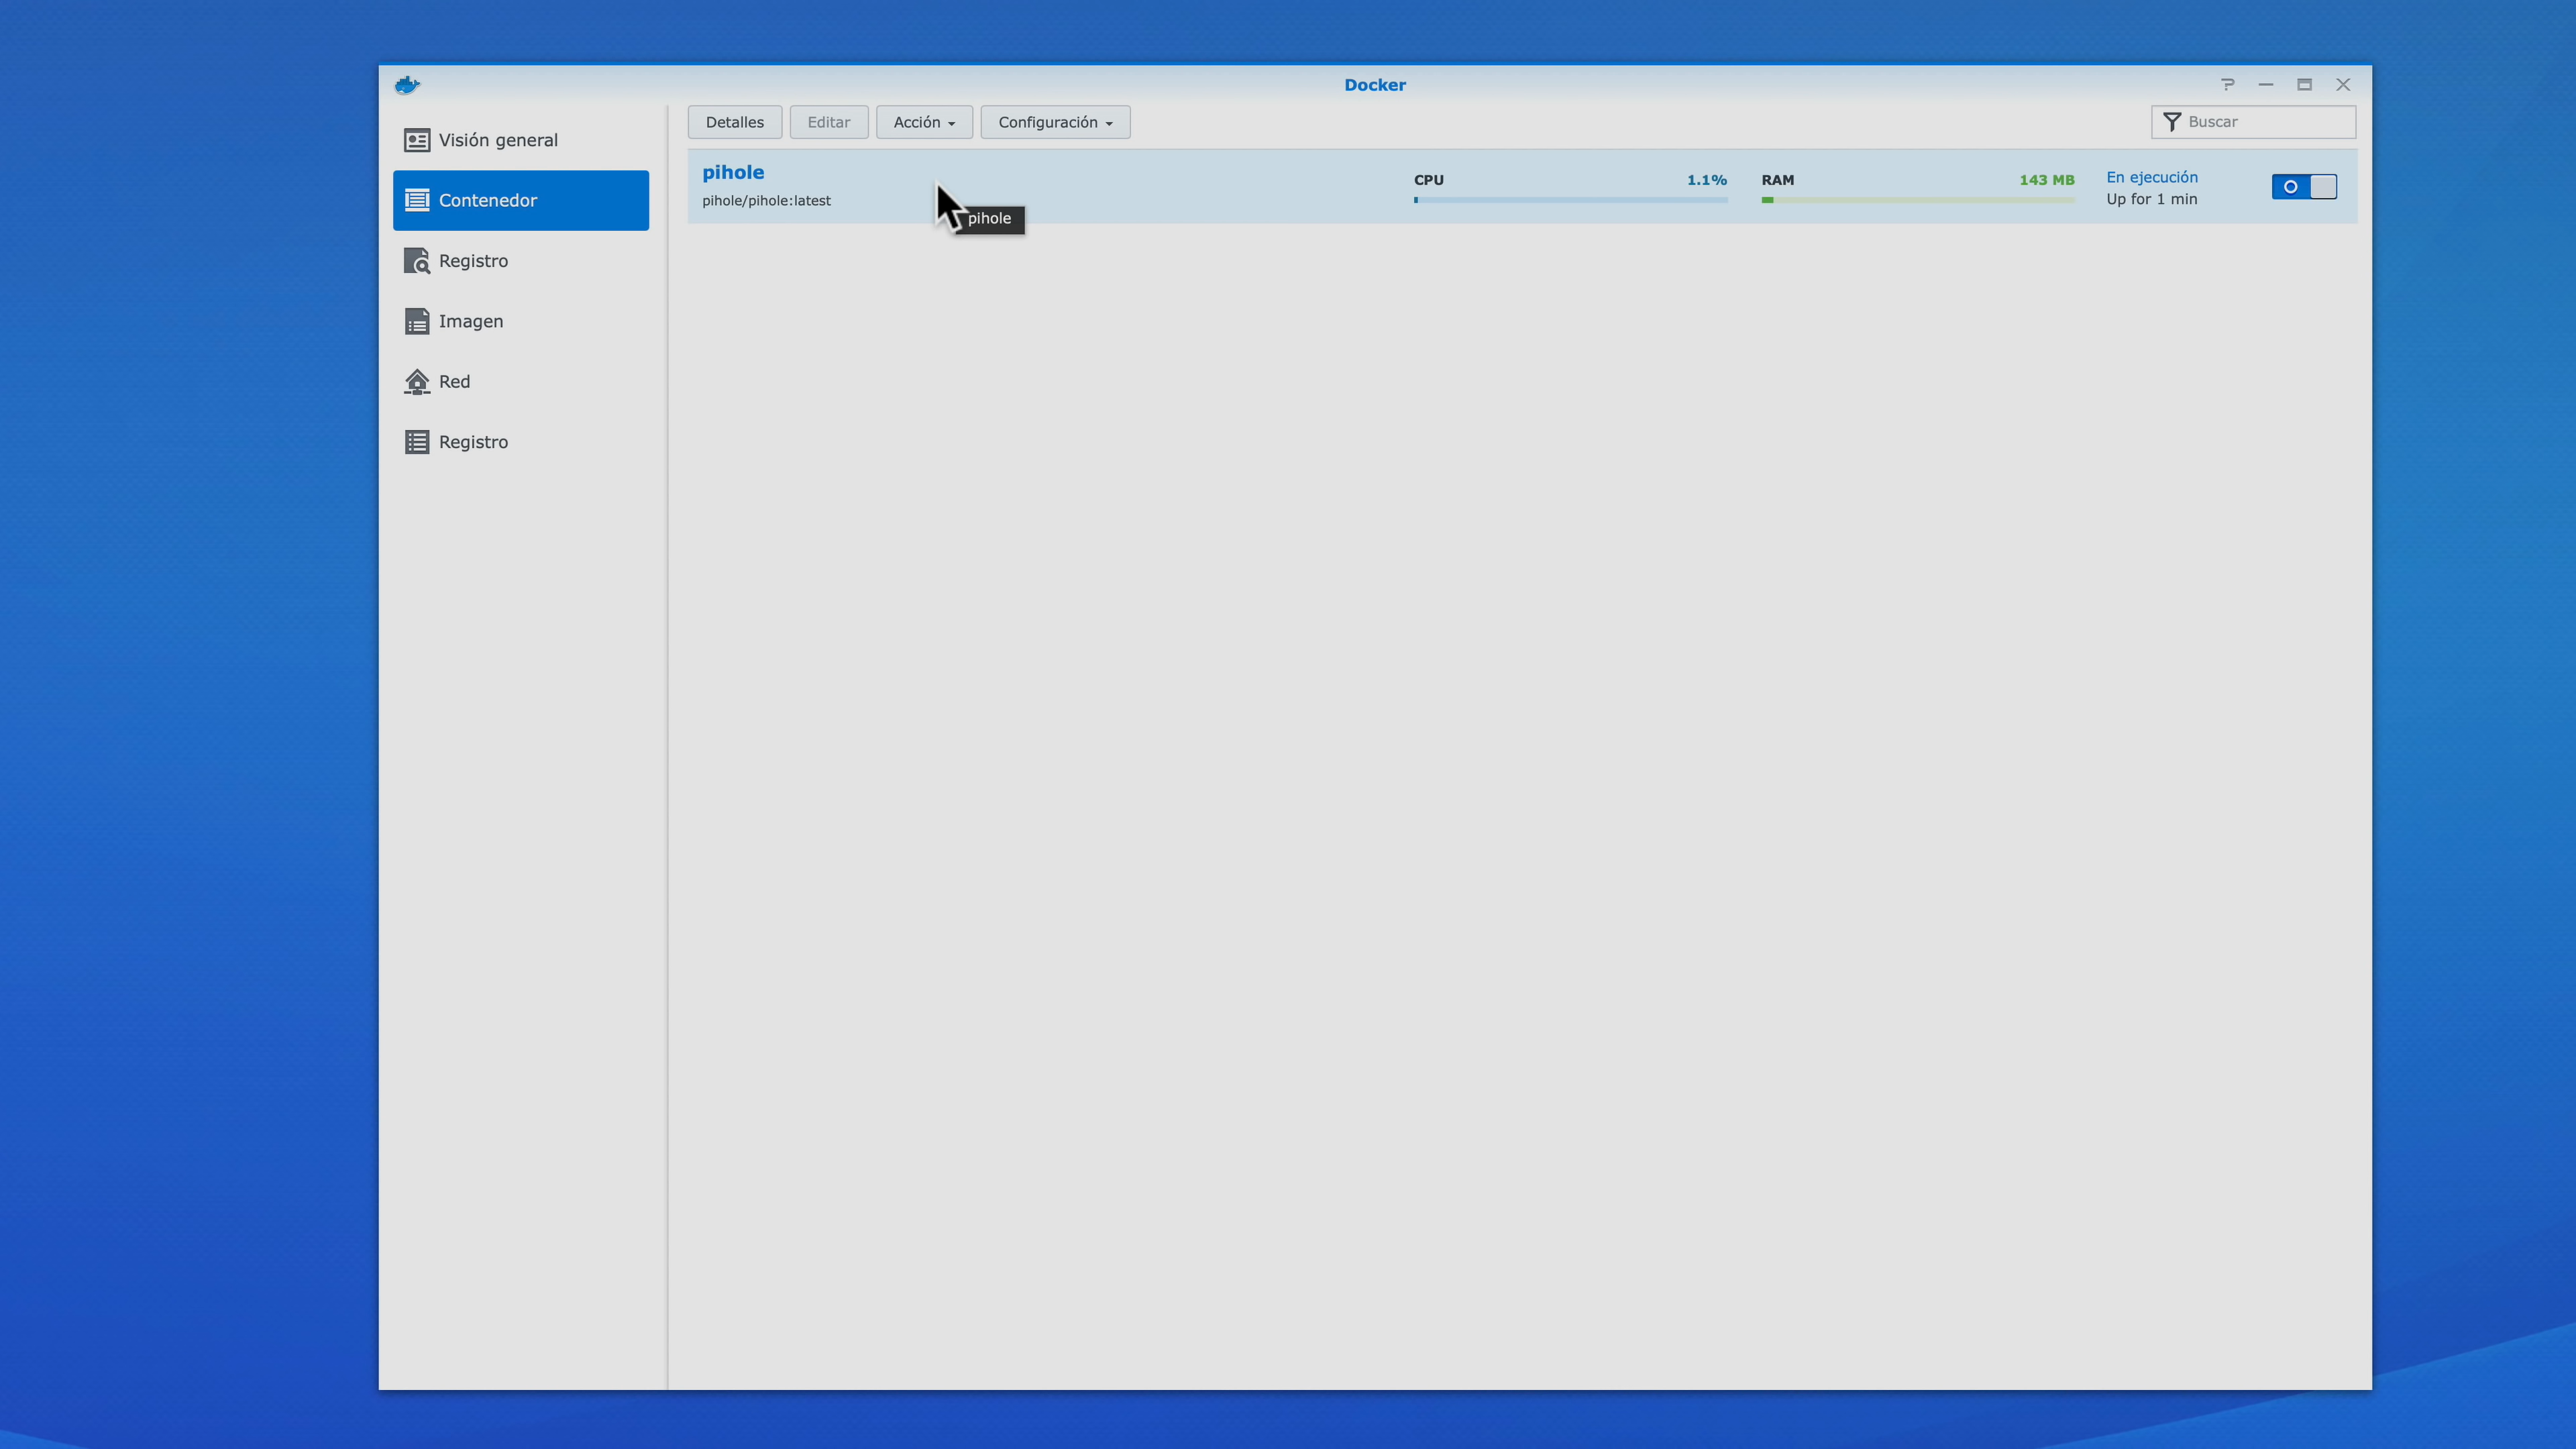 Docker
Visión general
Contenedor
Registro
Imagen
Red
Registro
Detalles
Editar
Acción
Configuración
Buscar
pihole
pihole/pihole:latest
pihole
CPU
1.1%
RAM
143 MB
En ejecución
Up for 1 min